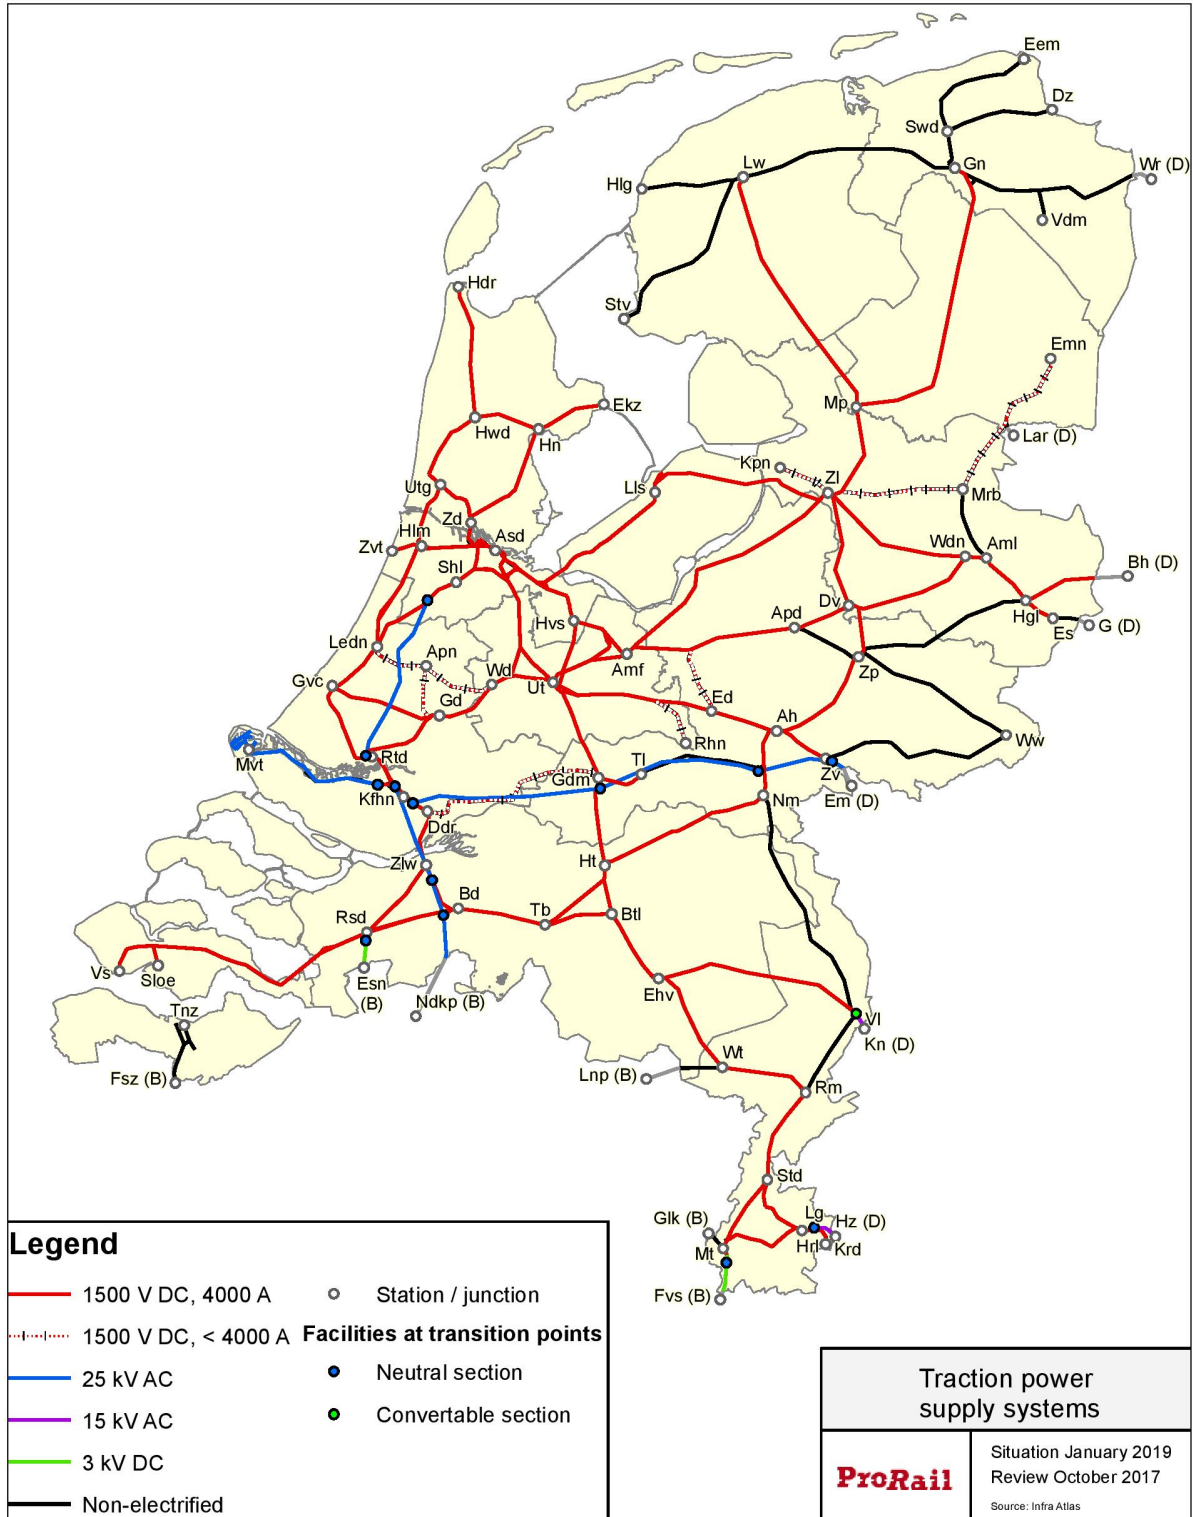 Eem
Dz
Swd
Gn
Wr (D)
Lw
Hlg
Vdm
Hdr
Stv
Emn
Ekz
Mp
Hwd
Hn
Lar (D)
Kpn
Zl
Utg
Lls
Mrb
Zd
Hlm
Asd
Zvt
Wdn
Aml
Shl
Bh (D)
Dv
Apd
Hvs
Hgl
Es
G (D)
Ledn
Apn
Amf
Zp
Wd
Ut
Gvc
Ed
Gd
Ah
Rhn
Ww
Mvt
Rtd
Tl
Gdm
Zv
Em (D)
Kfhn
Nm
Ddr
Zlw
Ht
Bd
Tb
Btl
Rsd
Vs
Sloe
Esn
(B)
Ehv
Ndkp (B)
Tnz
Vl
Kn (D)
Fsz (B)
Lnp (B)
Wt
Rm
Std
Glk (B)
Lg
Hz (D)
Mt
Hrl
Krd
Fvs (B)
Legend
1500 V DC, 4000 A
Station / junction
1500 V DC, < 4000 A
Facilities at transition points
25 kV AC
Neutral section
15 kV AC
Convertable section
3 kV DC
Non-electrified
Traction power
supply systems
ProRail
Situation January 2019
Review October 2017
Source: Infra Atlas